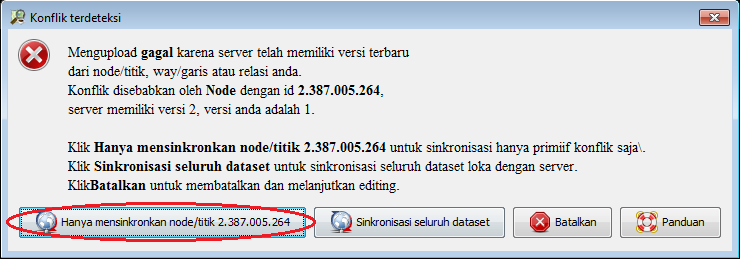 Konflik terdeteksi
Mengupload gagal karena server telah memiliki versi terbaru
dari node/titik, way/garis atau relasi anda.
Konflik disebabkan oleh Node dengan id 2.387.005.264,
server memiliki versi 2, versi anda adalah 1.
Klik Hanya mensinkronkan node/titik 2.387.005.264 untuk sinkronisasi hanya primiif konflik saja\.
Klik Sinkronisasi seluruh dataset untuk sinkronisasi seluruh dataset loka dengan server.
KlikBatalkan untuk membatalkan dan melanjutkan editing.
Hanya mensinkronkan node/titik 2.387.005.264 Sinkronisasi seluruh dataset Batalkan Panduan